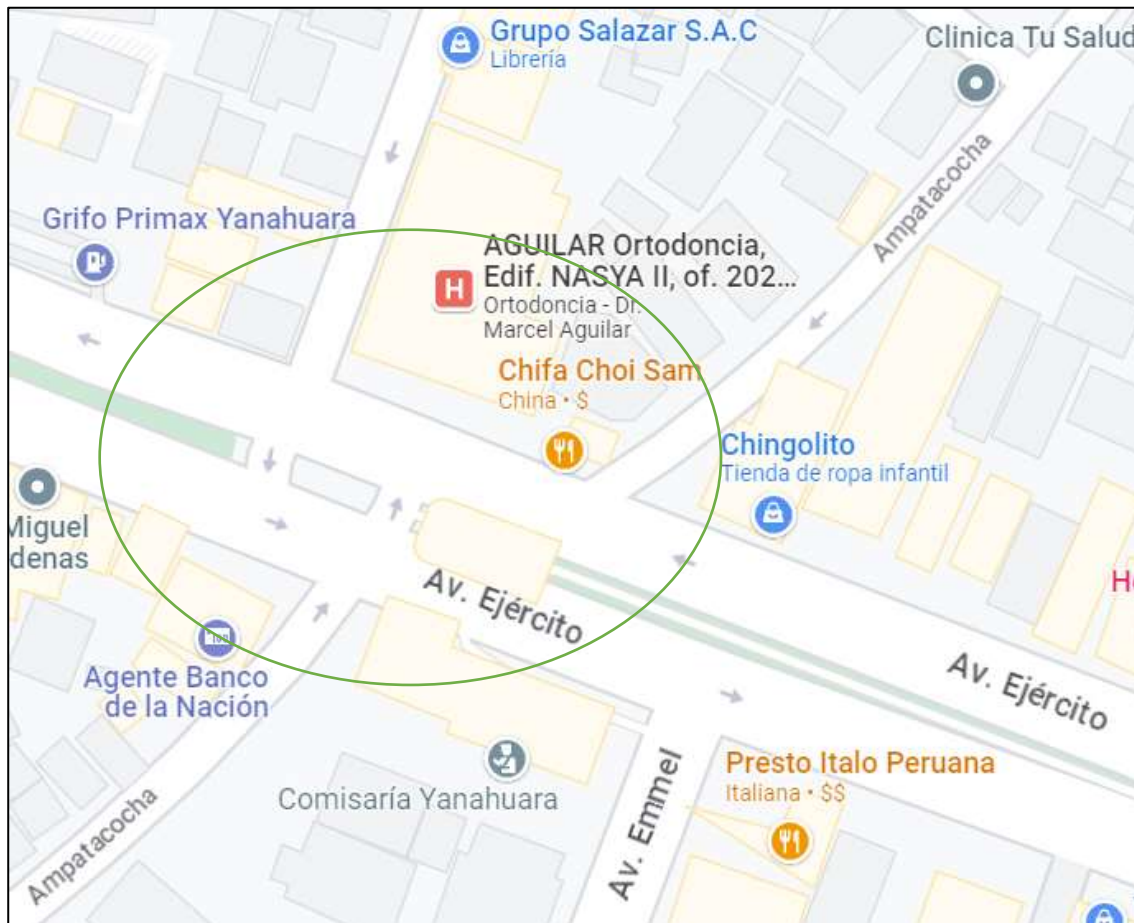 Grupo Salazar S.A.C
Librería
Clinica Tu Salud
Ampatacocha
Grifo Primax Yanahuara
AGUILAR Ortodoncia,
Edif. NASYA II, of. 202...
Ortodoncia - Dr.
Marcel Aguilar
H
Chifa Choi Sam
China • $
Chingolito
Tienda de ropa infantil
Miguel
denas
Av. Ejército
H
Agente Banco
de la Nación
Av. Ejército
Presto Italo Peruana
Italiana • $$
Comisaría Yanahuara
Av. Emmel
Ampatacocha